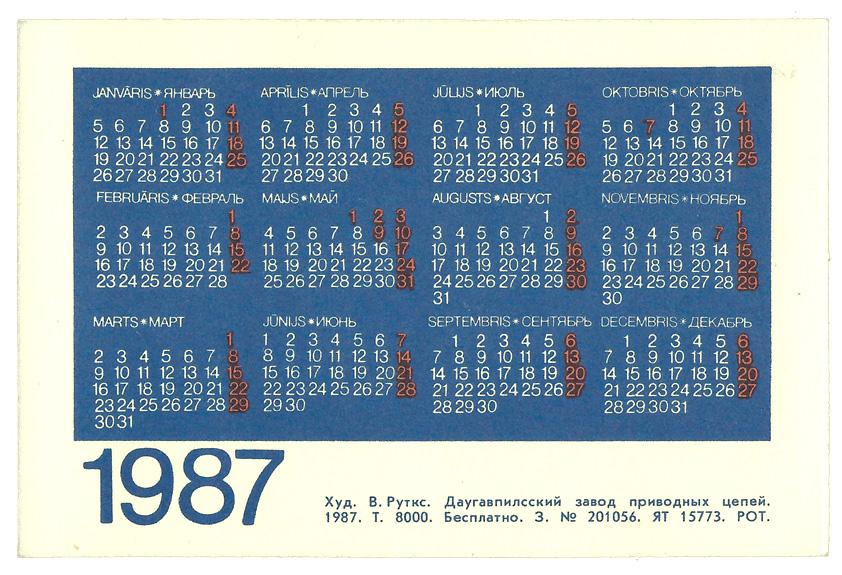 JANVĀRIS * ЯНВАРЬ
1 2 3 4
5 6 7 8 9 10 11
12 13 14 15 16 17 18
19 20 21 22 23 24 25
26 27 28 29 30 31
FEBRUĀRIS * ФЕВРАЛЬ
1
2 3 4 5 6 7 8
9 10 11 12 13 14 15
16 17 18 19 20 21 22
23 24 25 26 27 28
MARTS * МАРТ
1
2 3 4 5 6 7 8
9 10 11 12 13 14 15
16 17 18 19 20 21 22
23 24 25 26 27 28 29
30 31
APRĪLIS * АПРЕЛЬ
1 2 3 4 5
6 7 8 9 10 11 12
13 14 15 16 17 18 19
20 21 22 23 24 25 26
27 28 29 30
MAIJS * МАЙ
1 2 3
4 5 6 7 8 9 10
11 12 13 14 15 16 17
18 19 20 21 22 23 24
25 26 27 28 29 30 31
JŪNIJS * ИЮНЬ
1 2 3 4 5 6 7
8 9 10 11 12 13 14
15 16 17 18 19 20 21
22 23 24 25 26 27 28
29 30
JŪLIJS * ИЮЛЬ
1 2 3 4 5
6 7 8 9 10 11 12
13 14 15 16 17 18 19
20 21 22 23 24 25 26
27 28 29 30 31
AUGUSTS * АВГУСТ
1 2
3 4 5 6 7 8 9
10 11 12 13 14 15 16
17 18 19 20 21 22 23
24 25 26 27 28 29 30
31
SEPTEMBRIS * СЕНТЯБРЬ
1 2 3 4 5 6
7 8 9 10 11 12 13
14 15 16 17 18 19 20
21 22 23 24 25 26 27
28 29 30
OKTOBRIS * ОКТЯБРЬ
1 2 3 4
5 6 7 8 9 10 11
12 13 14 15 16 17 18
19 20 21 22 23 24 25
26 27 28 29 30 31
NOVEMBRIS * НОЯБРЬ
1
2 3 4 5 6 7 8
9 10 11 12 13 14 15
16 17 18 19 20 21 22
23 24 25 26 27 28 29
30
DECEMBRIS * ДЕКАБРЬ
1 2 3 4 5 6
7 8 9 10 11 12 13
14 15 16 17 18 19 20
21 22 23 24 25 26 27
28 29 30 31
1987
Худ. В. Руткс. Даугавпилсский завод приводных цепей.
1987. Т. 8000. Бесплатно. З. № 201056. ЯТ 15773. РОТ.